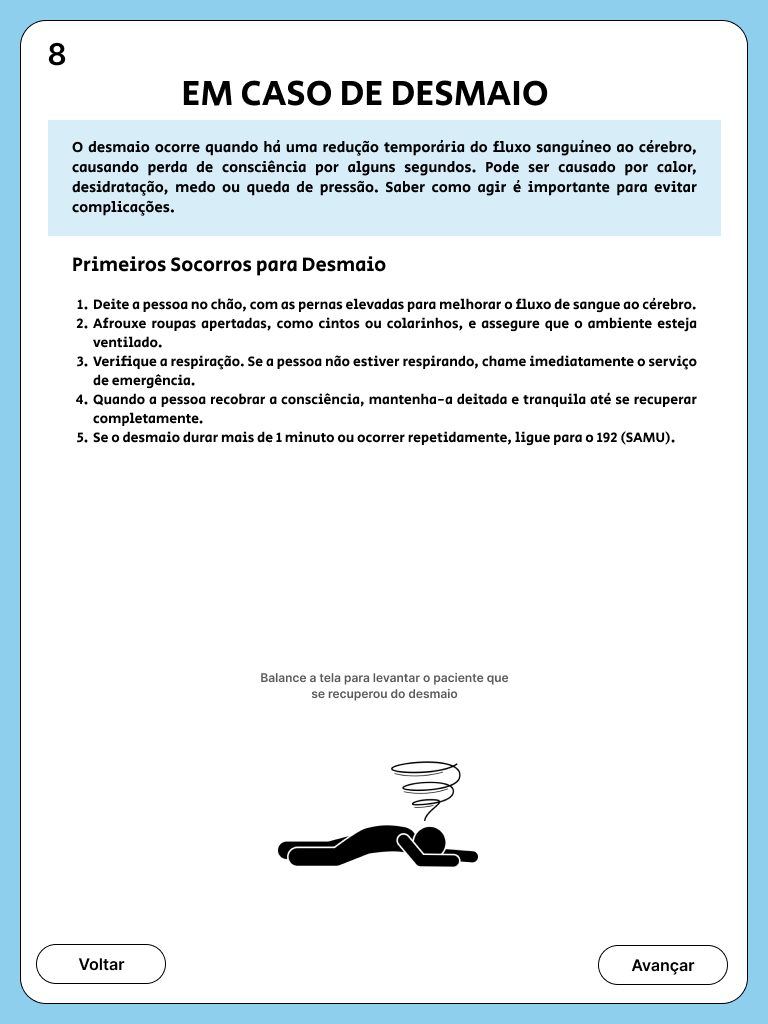 8
EM CASO DE DESMAIO
O desmaio ocorre quando há uma redução temporária do fluxo sanguíneo ao cérebro,
causando perda de consciência por alguns segundos. Pode ser causado por calor,
desidratação, medo ou queda de pressão. Saber como agir é importante para evitar
complicações.
Primeiros Socorros para Desmaio
1. Deite a pessoa no chão, com as pernas elevadas para melhorar o fluxo de sangue ao cérebro.
2. Afrouxe roupas apertadas, como cintos ou colarinhos, e assegure que o ambiente esteja
ventilado.
3. Verifique a respiração. Se a pessoa não estiver respirando, chame imediatamente o serviço
de emergência.
4. Quando a pessoa recobrar a consciência, mantenha-a deitada e tranquila até se recuperar
completamente.
5. Se o desmaio durar mais de 1 minuto ou ocorrer repetidamente, ligue para o 192 (SAMU).
Balance a tela para levantar o paciente que
se recuperou do desmaio
Voltar
Avançar